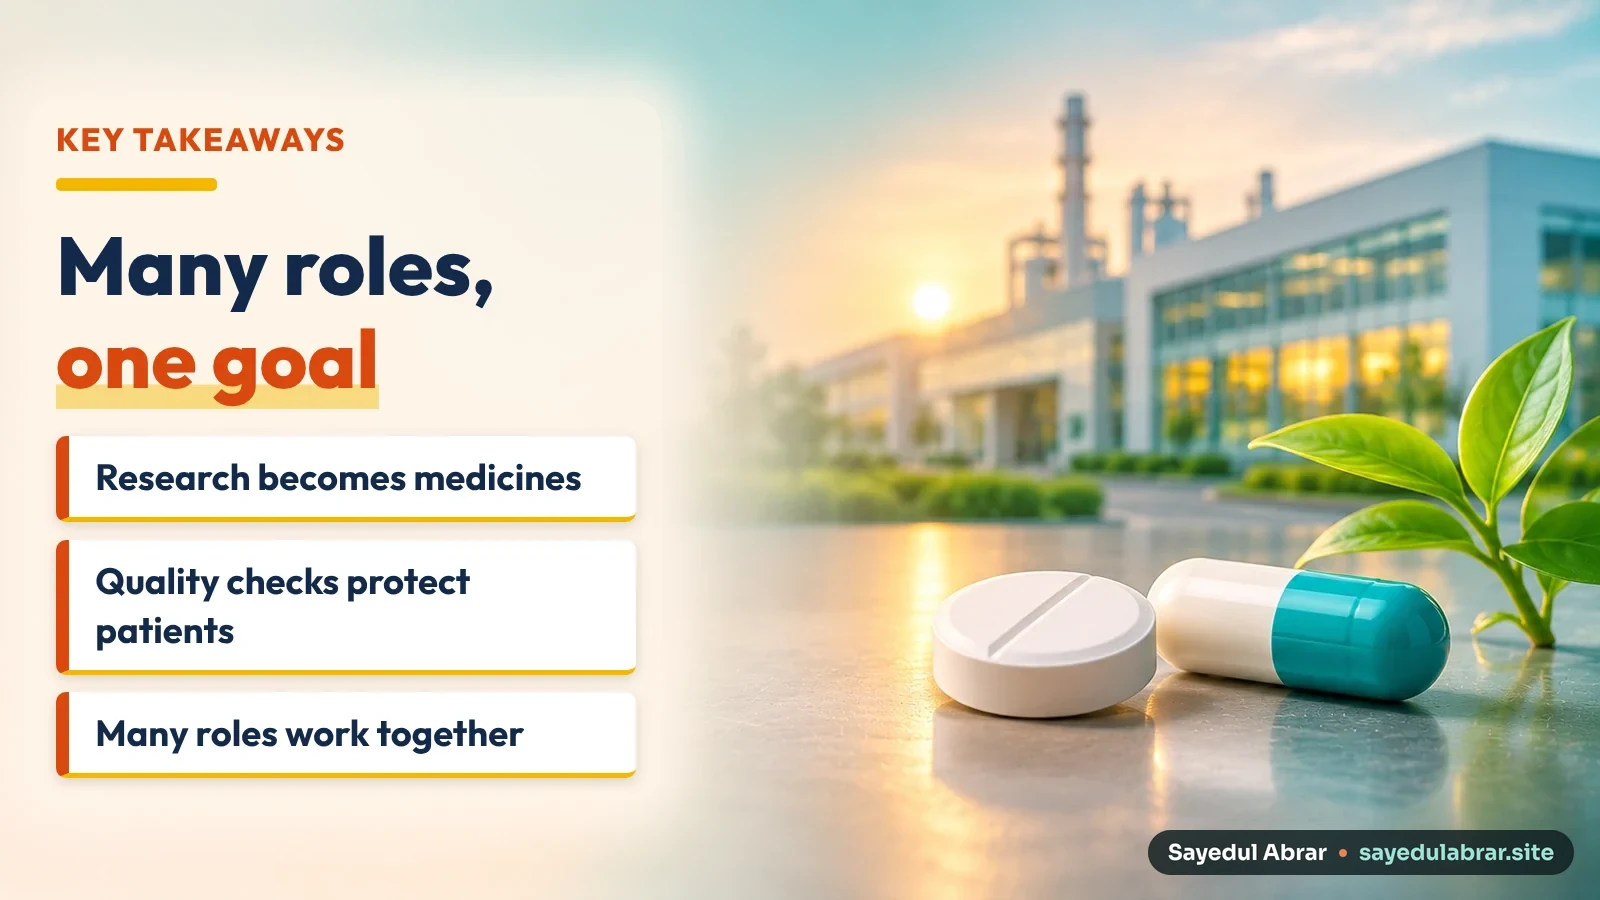 KEY TAKEAWAYS
Many roles,
one goal
Research becomes medicines
Quality checks protect
patients
Many roles work together
Sayedul Abrar • sayedulabrar.site